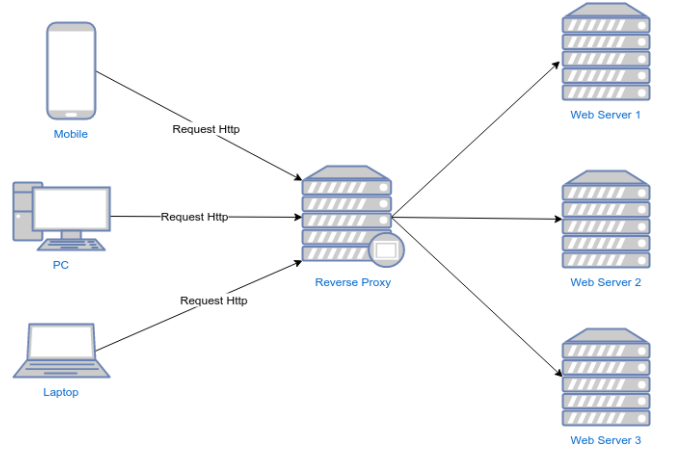 Web Server 1
Request Http
Mobile
Request Http
PC
Reverse Proxy
Web Server 2
Request Http
Laptop
Web Server 3